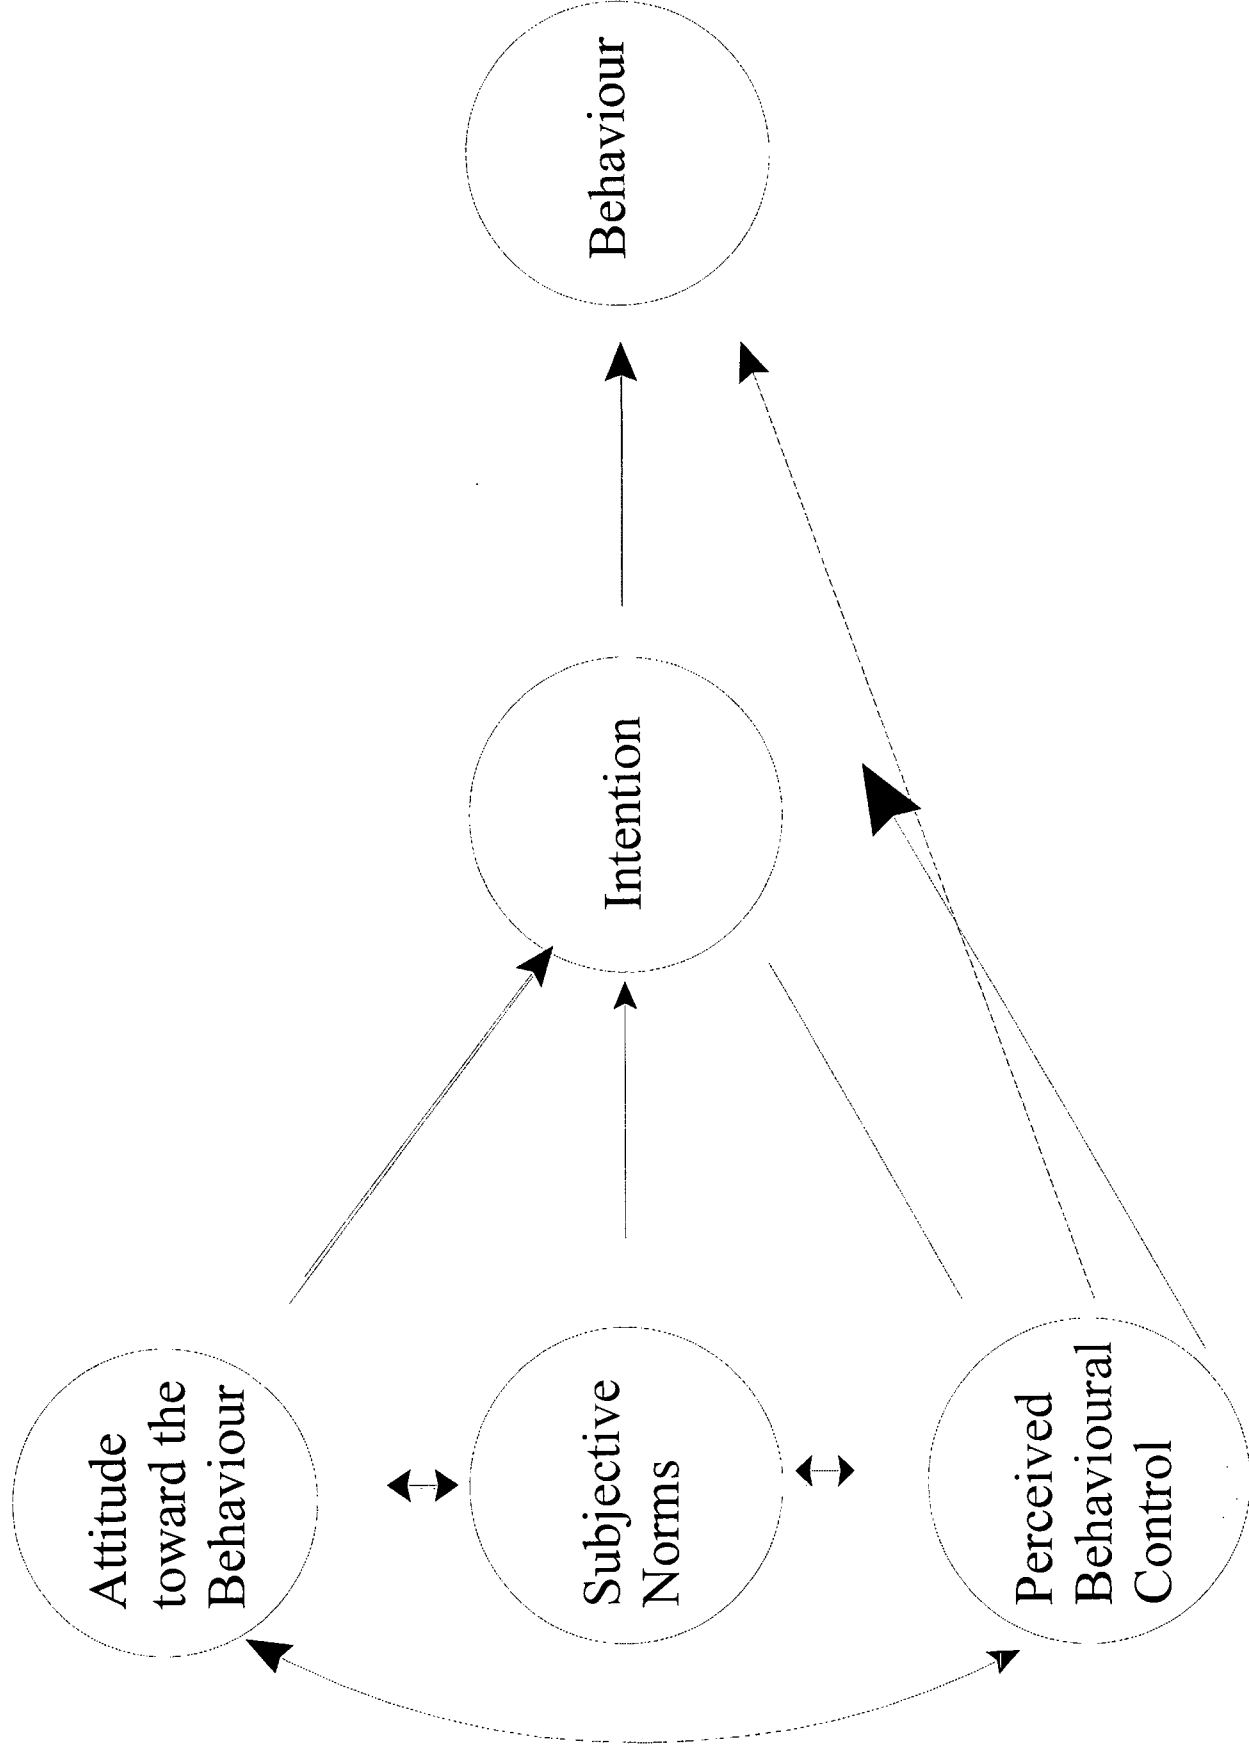 Attitude
toward the
Behaviour
Subjective
Norms
Perceived
Behavioural
Control
Intention
Behaviour